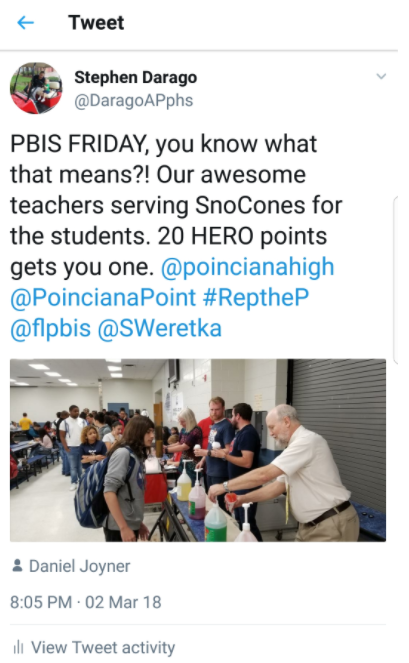 Tweet
Stephen Darago
@DaragoAPphs
PBIS FRIDAY, you know what
that means?! Our awesome
teachers serving SnoCones for
the students. 20 HERO points
gets you one. @poincianahigh
@PoincianaPoint #ReptheP
@flpbis @SWeretka
Daniel Joyner
8:05 PM · 02 Mar 18
View Tweet activity